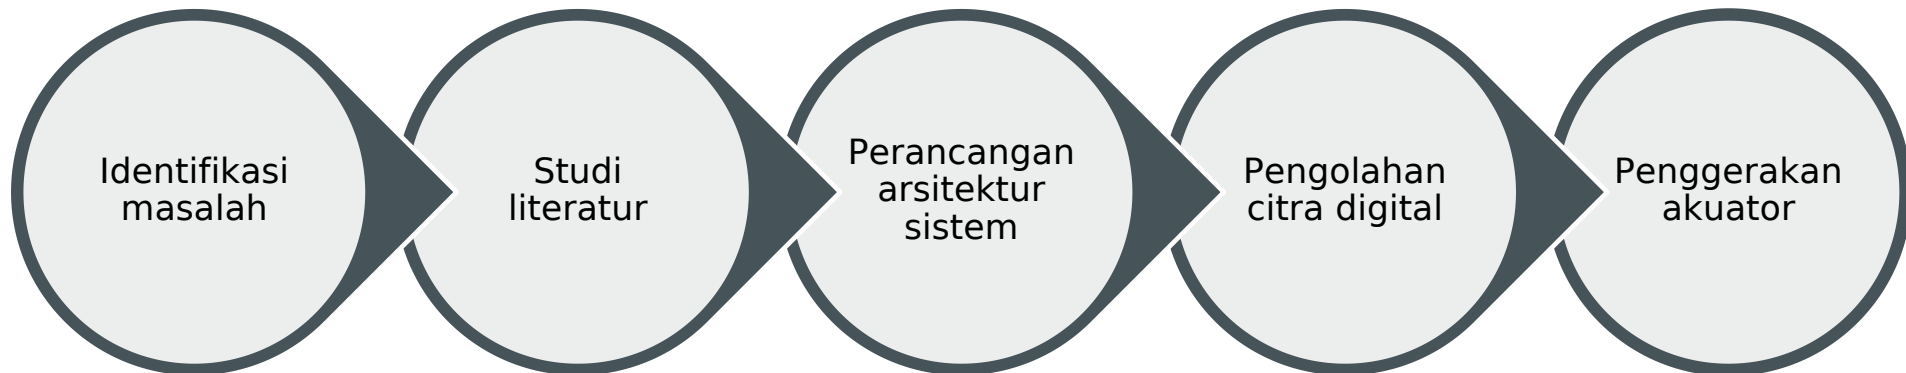 Identifikasi
masalah
Studi
literatur
Perancangan
arsitektur
sistem
Pengolahan
citra digital
Penggerakan
akuator